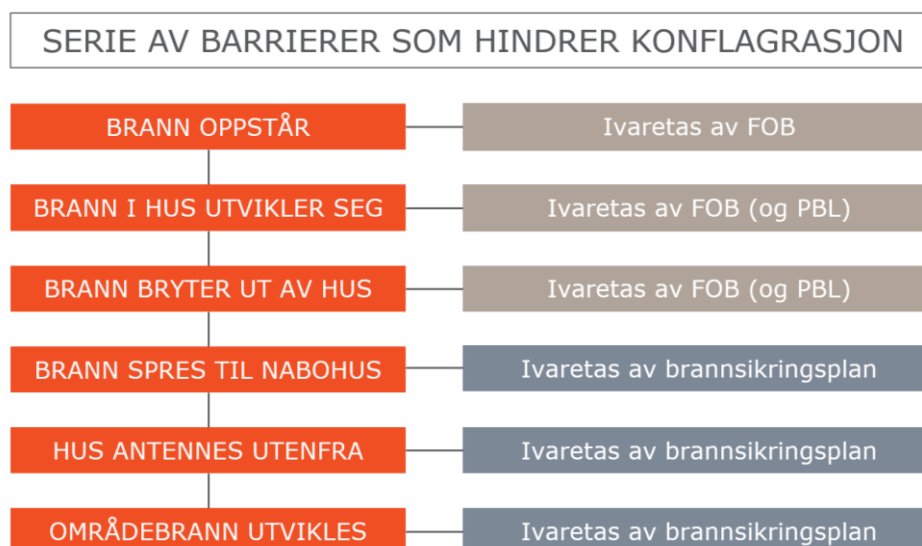 SERIE AV BARRIERER SOM HINDRER KONFLAGRASJON
BRANN OPPSTÅR
Ivaretas av FOB
BRANN I HUS UTVIKLER SEG
Ivaretas av FOB (og PBL)
BRANN BRYTER UT AV HUS
Ivaretas av FOB (og PBL)
BRANN SPRES TIL NABOHUS
Ivaretas av brannsikringsplan
HUS ANTENNES UTENFRA
Ivaretas av brannsikringsplan
OMRÅDEBRANN UTVIKLES
Ivaretas av brannsikringsplan